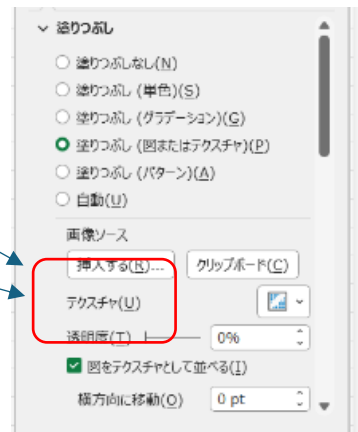 塗りつぶし
塗りつぶしなし(N)
塗りつぶし (単色)(S)
塗りつぶし (グラデーション)(G)
塗りつぶし (図またはテクスチャ)(P)
塗りつぶし (パターン)(A)
自動(U)
画像ソース
挿入する(R)... クリップボード(C)
テクスチャ(U)
透明度(T) 0%
図をテクスチャとして並べる(I)
横方向に移動(O) 0 pt